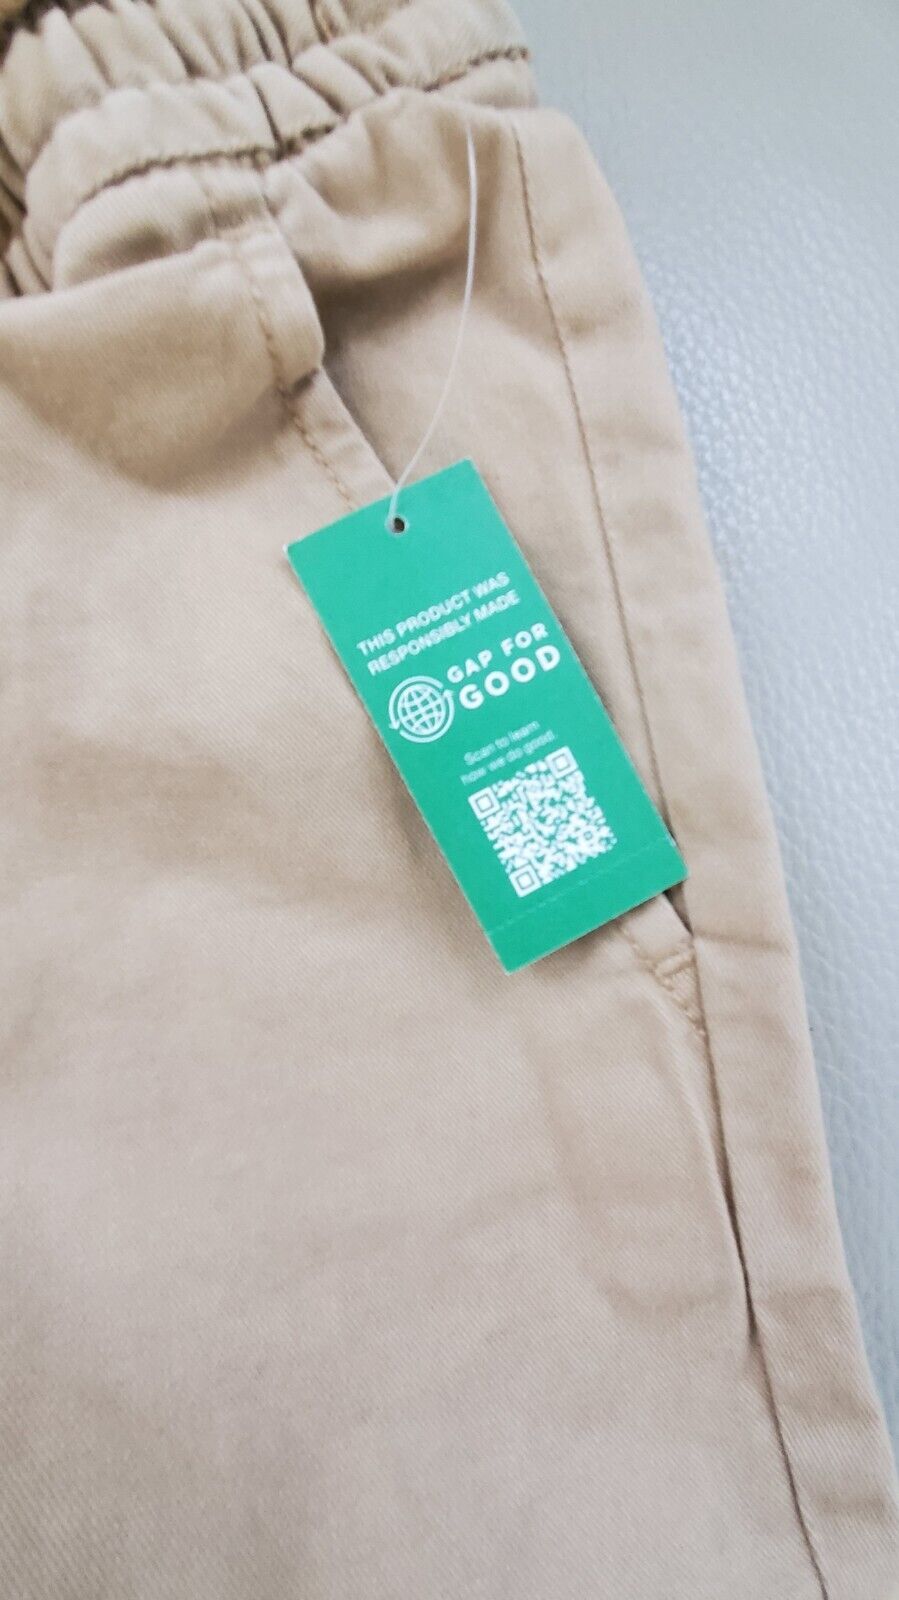 THIS PRODUCT WAS
RESPONSIBLY MADE
GAP FOR
GOOD
Scan to learn
how we do good.